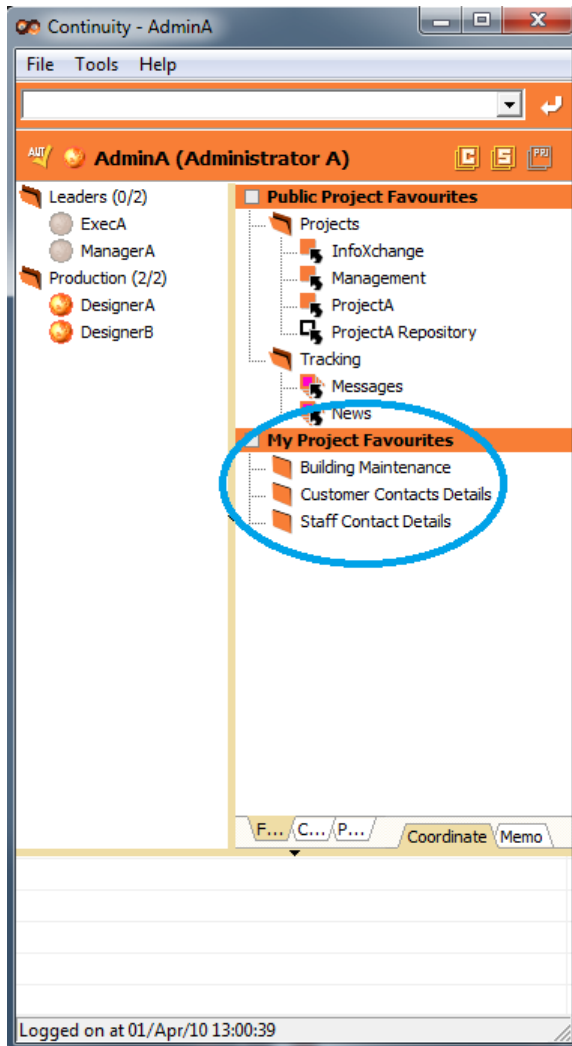 Continuity - AdminA
File Tools Help
AUT AdminA (Administrator A) C S PPJ
Leaders (0/2)
ExecA
ManagerA
Production (2/2)
DesignerA
DesignerB
Public Project Favourites
Projects
InfoXchange
Management
ProjectA
ProjectA Repository
Tracking
Messages
News
My Project Favourites
Building Maintenance
Customer Contacts Details
Staff Contact Details
F... C... P... Coordinate Memo
Logged on at 01/Apr/10 13:00:39